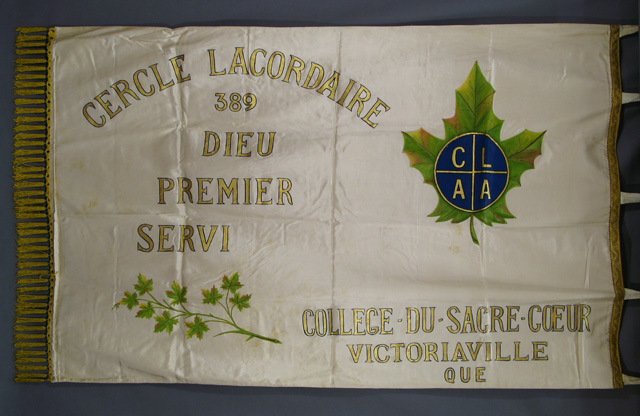 CERCLE LACORDAIRE
389
DIEU
PREMIER
SERVI
C L
A A
COLLEGE-DU-SACRE-CŒUR
VICTORIAVILLE
QUE